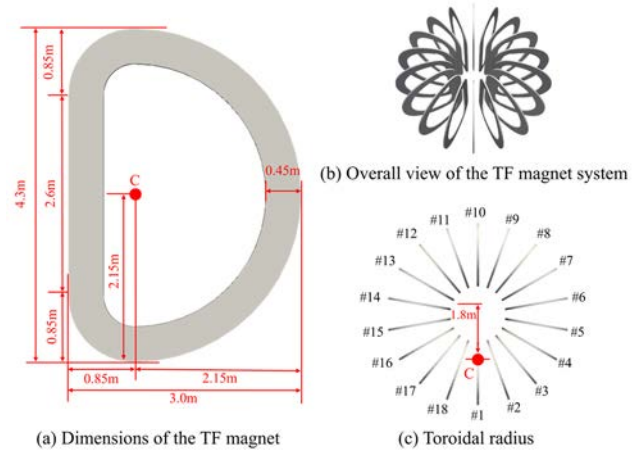 0.85m
4.3m
2.6m
0.85m
C
2.15m
0.45m
0.85m
2.15m
3.0m
(a) Dimensions of the TF magnet
(b) Overall view of the TF magnet system
#10
#11
#9
#12
#8
#13
#7
#14
#6
1.8m
#15
#5
#16
C
#4
#17
#3
#18
#2
#1
(c) Toroidal radius